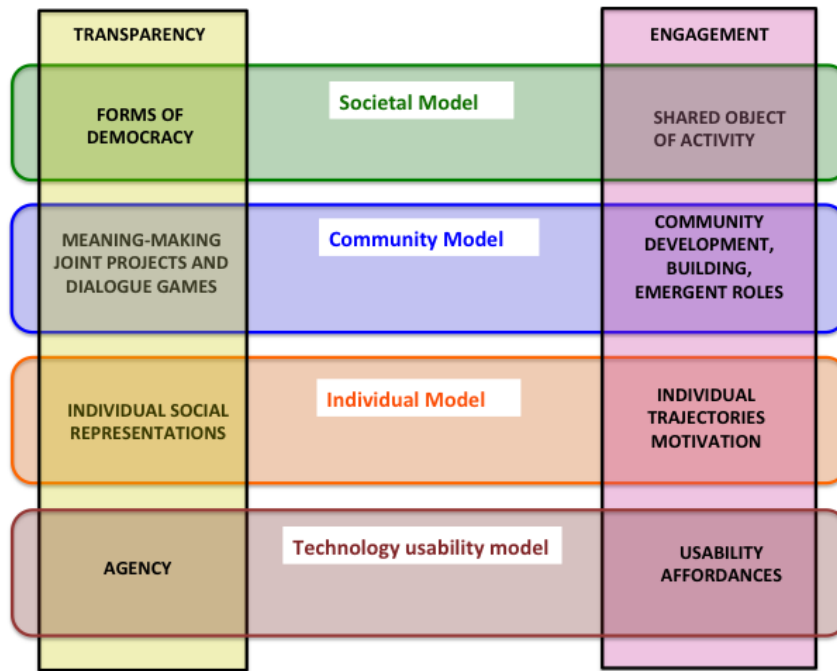 TRANSPARENCY
ENGAGEMENT
Societal Model
FORMS OF
DEMOCRACY
SHARED OBJECT
OF ACTIVITY
Community Model
MEANING-MAKING
JOINT PROJECTS AND
DIALOGUE GAMES
COMMUNITY
DEVELOPMENT,
BUILDING,
EMERGENT ROLES
Individual Model
INDIVIDUAL SOCIAL
REPRESENTATIONS
INDIVIDUAL
TRAJECTORIES
MOTIVATION
Technology usability model
AGENCY
USABILITY
AFFORDANCES